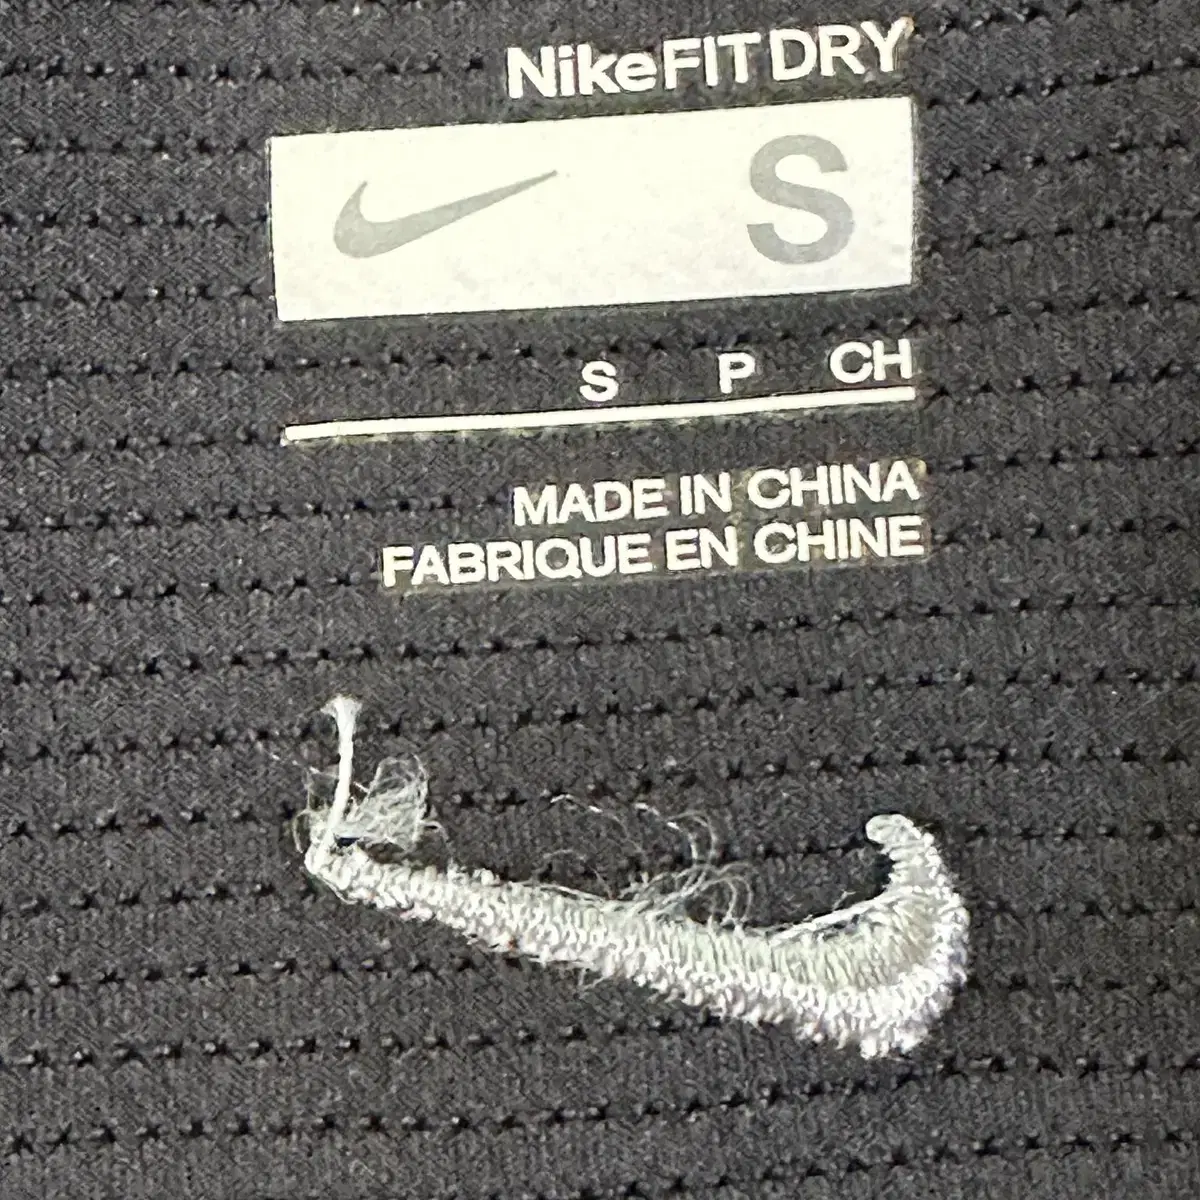 NikeFIT DRY
S
S P CH
MADE IN CHINA
FABRIQUE EN CHINE